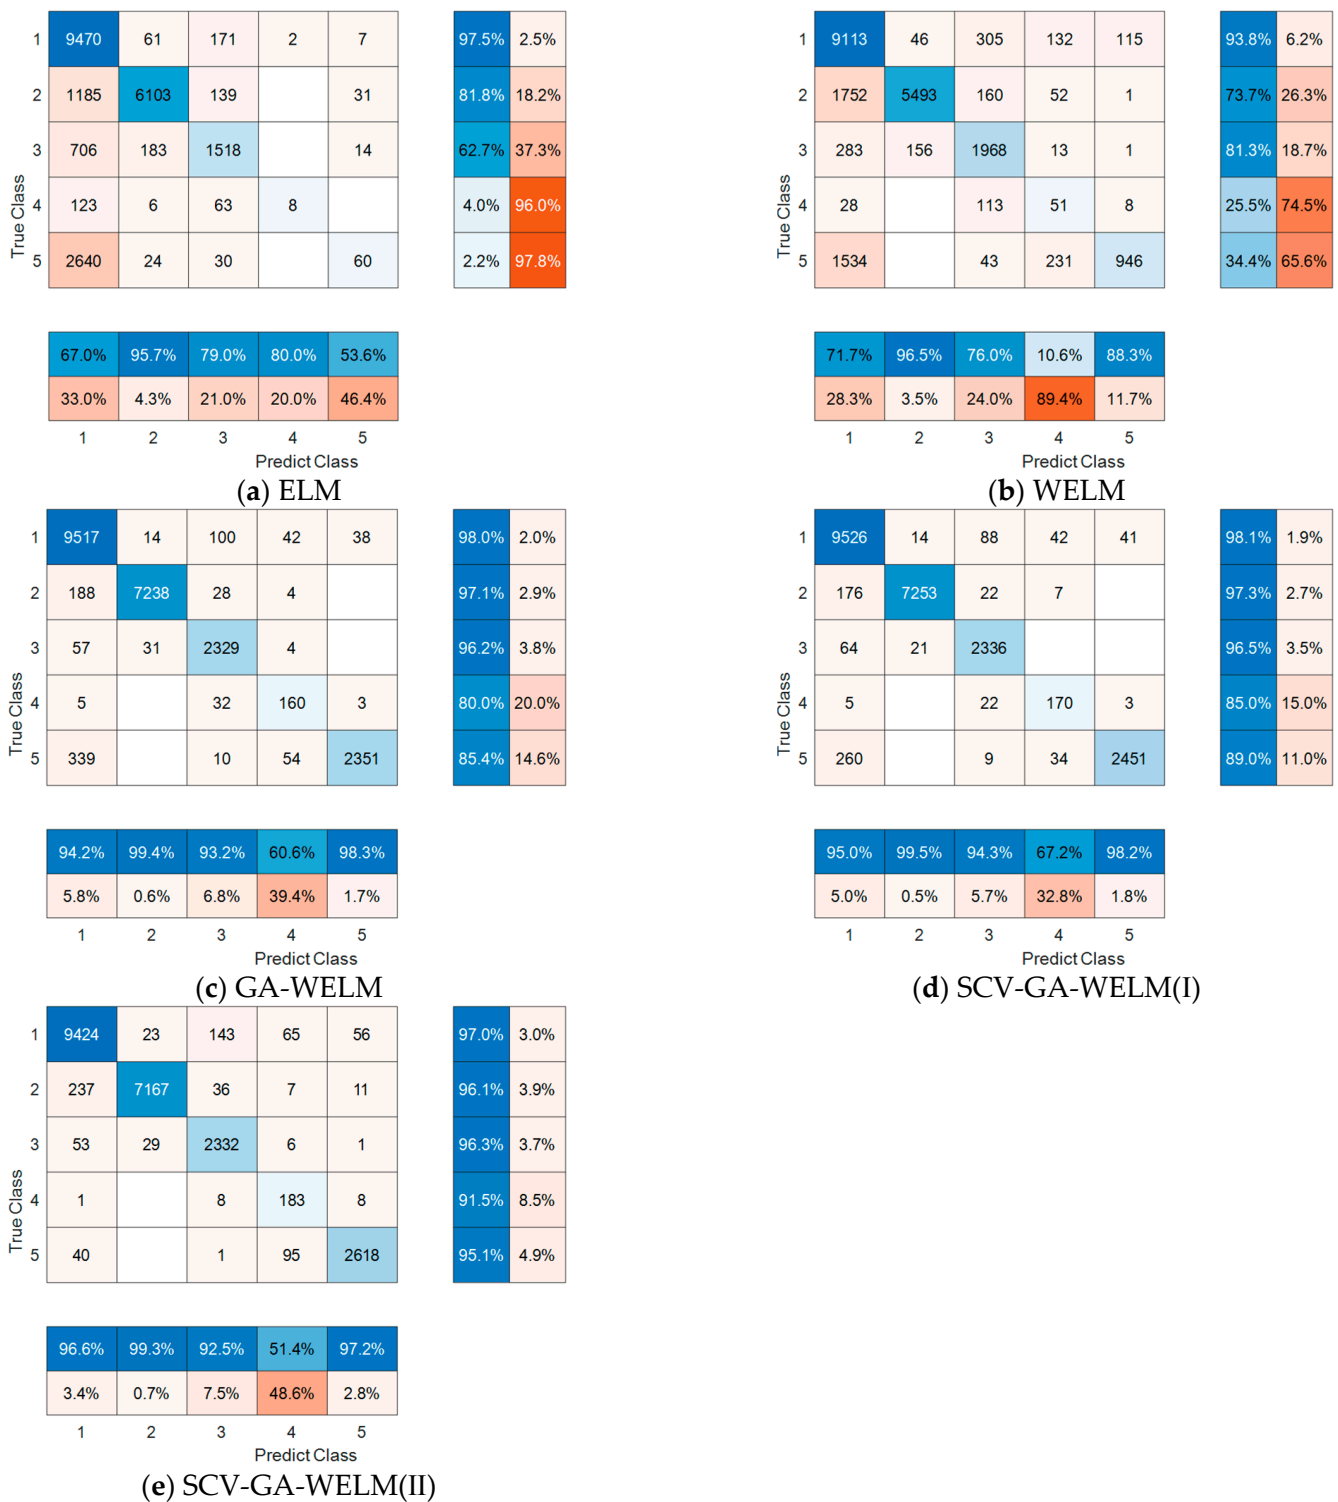 1 9470 61 171 2 7 97.5% 2.5%
2 1185 6103 139 31 81.8% 18.2%
3 706 183 1518 14 62.7% 37.3%
4 123 6 63 8 4.0% 96.0%
5 2640 24 30 60 2.2% 97.8%
True Class
67.0% 95.7% 79.0% 80.0% 53.6%
33.0% 4.3% 21.0% 20.0% 46.4%
1 2 3 4 5
Predict Class
(a) ELM
1 9113 46 305 132 115 93.8% 6.2%
2 1752 5493 160 52 1 73.7% 26.3%
3 283 156 1968 13 1 81.3% 18.7%
4 28 113 51 8 25.5% 74.5%
5 1534 43 231 946 34.4% 65.6%
True Class
71.7% 96.5% 76.0% 10.6% 88.3%
28.3% 3.5% 24.0% 89.4% 11.7%
1 2 3 4 5
Predict Class
(b) WELM
1 9517 14 100 42 38 98.0% 2.0%
2 188 7238 28 4 97.1% 2.9%
3 57 31 2329 4 96.2% 3.8%
4 5 32 160 3 80.0% 20.0%
5 339 10 54 2351 85.4% 14.6%
True Class
94.2% 99.4% 93.2% 60.6% 98.3%
5.8% 0.6% 6.8% 39.4% 1.7%
1 2 3 4 5
Predict Class
(c) GA-WELM
1 9526 14 88 42 41 98.1% 1.9%
2 176 7253 22 7 97.3% 2.7%
3 64 21 2336 96.5% 3.5%
4 5 22 170 3 85.0% 15.0%
5 260 9 34 2451 89.0% 11.0%
True Class
95.0% 99.5% 94.3% 67.2% 98.2%
5.0% 0.5% 5.7% 32.8% 1.8%
1 2 3 4 5
Predict Class
(d) SCV-GA-WELM(I)
1 9424 23 143 65 56 97.0% 3.0%
2 237 7167 36 7 11 96.1% 3.9%
3 53 29 2332 6 1 96.3% 3.7%
4 1 8 183 8 91.5% 8.5%
5 40 1 95 2618 95.1% 4.9%
True Class
96.6% 99.3% 92.5% 51.4% 97.2%
3.4% 0.7% 7.5% 48.6% 2.8%
1 2 3 4 5
Predict Class
(e) SCV-GA-WELM(II)